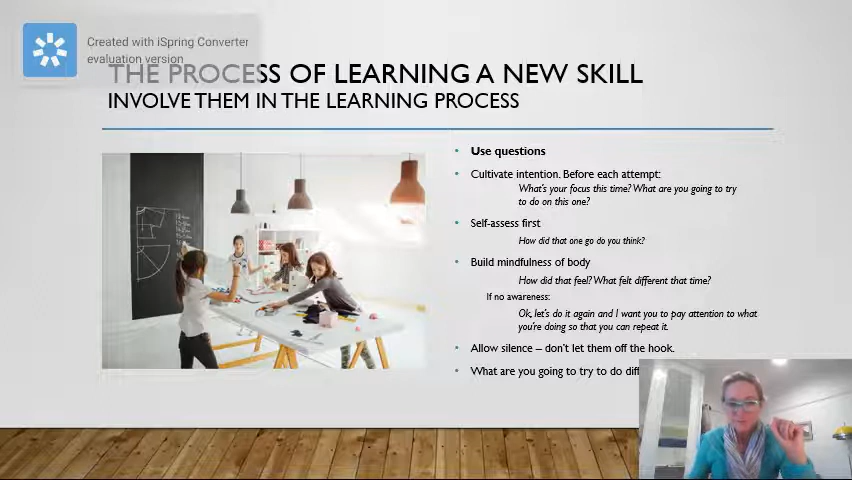 Created with iSpring Converter
evaluation version
THE PROCESS OF LEARNING A NEW SKILL
INVOLVE THEM IN THE LEARNING PROCESS
• Use questions
• Cultivate intention. Before each attempt:
What's your focus this time? What are you going to try
to do on this one?
• Self-assess first
How did that one go do you think?
• Build mindfulness of body
How did that feel? What felt different that time?
If no awareness:
Ok, let's do it again and I want you to pay attention to what
you're doing so that you can repeat it.
• Allow silence – don't let them off the hook.
• What are you going to try to do